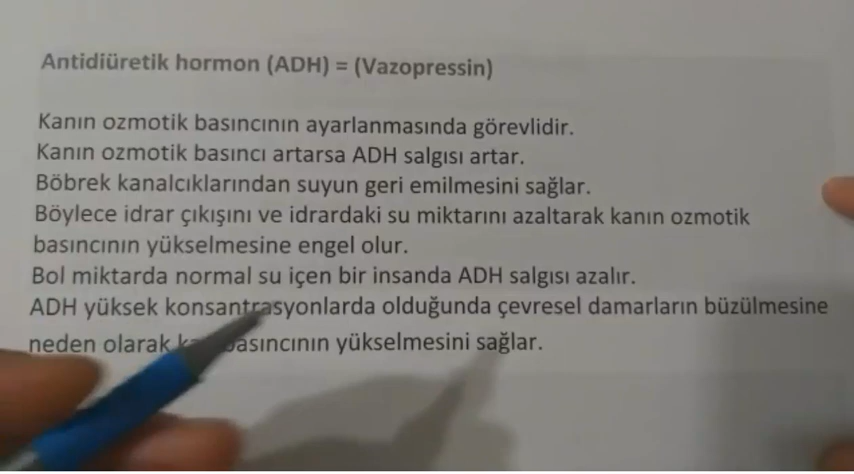 Antidiüretik hormon (ADH) = (Vazopressin)
Kanın ozmotik basıncının ayarlanmasında görevlidir.
Kanın ozmotik basıncı artarsa ADH salgısı artar.
Böbrek kanalcıklarından suyun geri emilmesini sağlar.
Böylece idrar çıkışını ve idrardaki su miktarını azaltarak kanın ozmotik
basıncının yükselmesine engel olur.
Bol miktarda normal su içen bir insanda ADH salgısı azalır.
ADH yüksek konsantrasyonlarda olduğunda çevresel damarların büzülmesine
neden olarak basıncının yükselmesini sağlar.